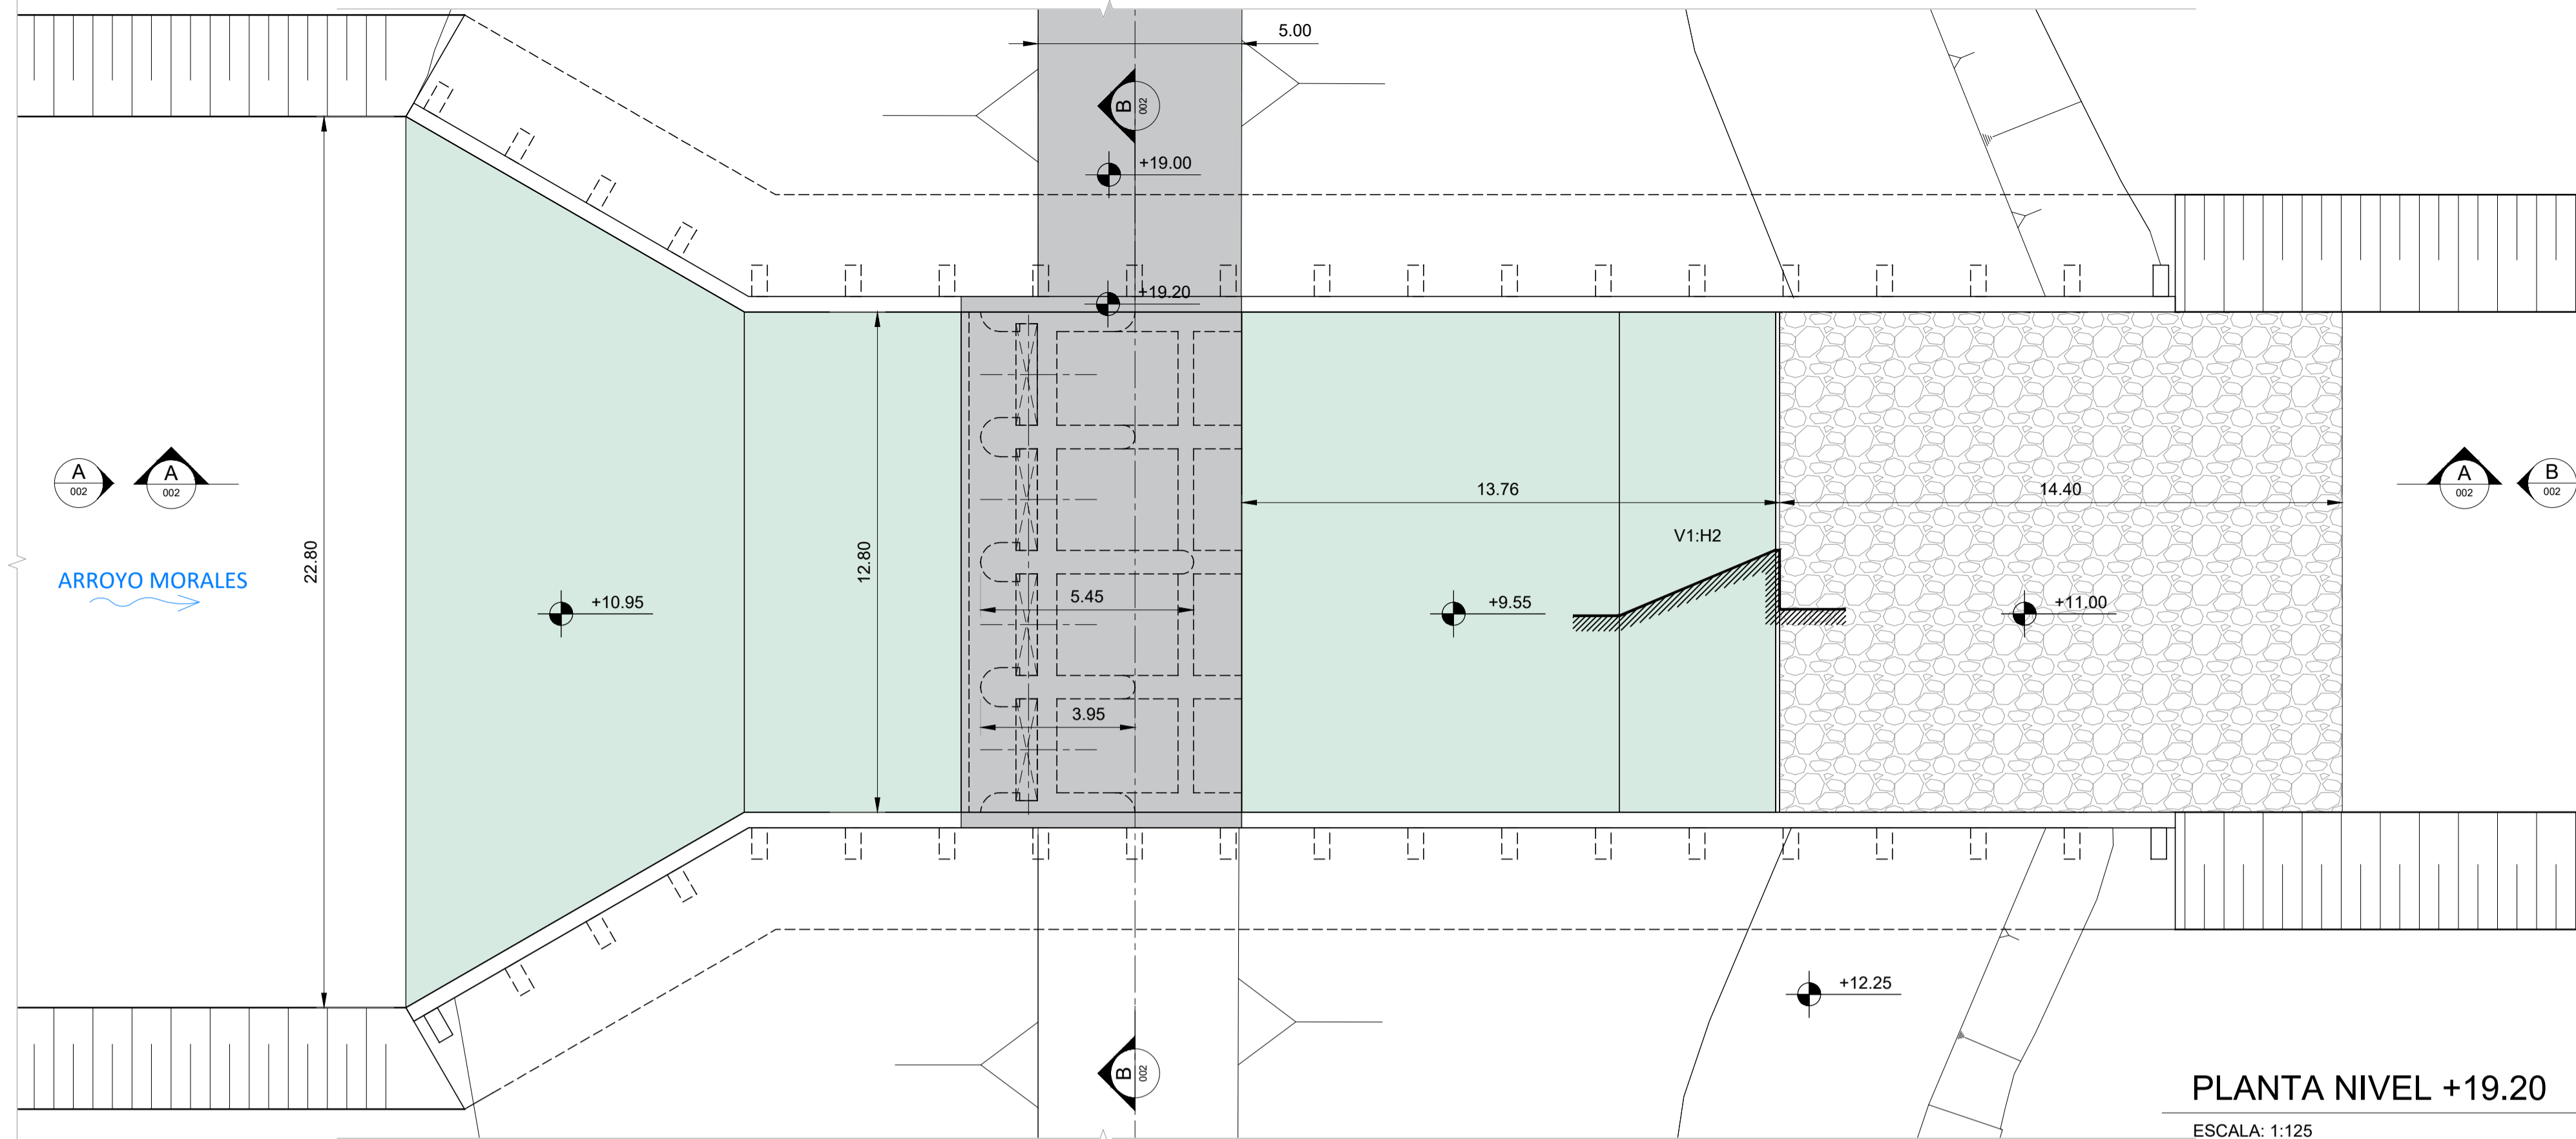 5.00
B
002
+19.00
+19.20
A
002
A
002
13.76
14.40
A
002
B
002
V1:H2
22.80
12.80
ARROYO MORALES
+10.95
5.45
+9.55
+11.00
3.95
+12.25
B
002
PLANTA NIVEL +19.20
ESCALA: 1:125